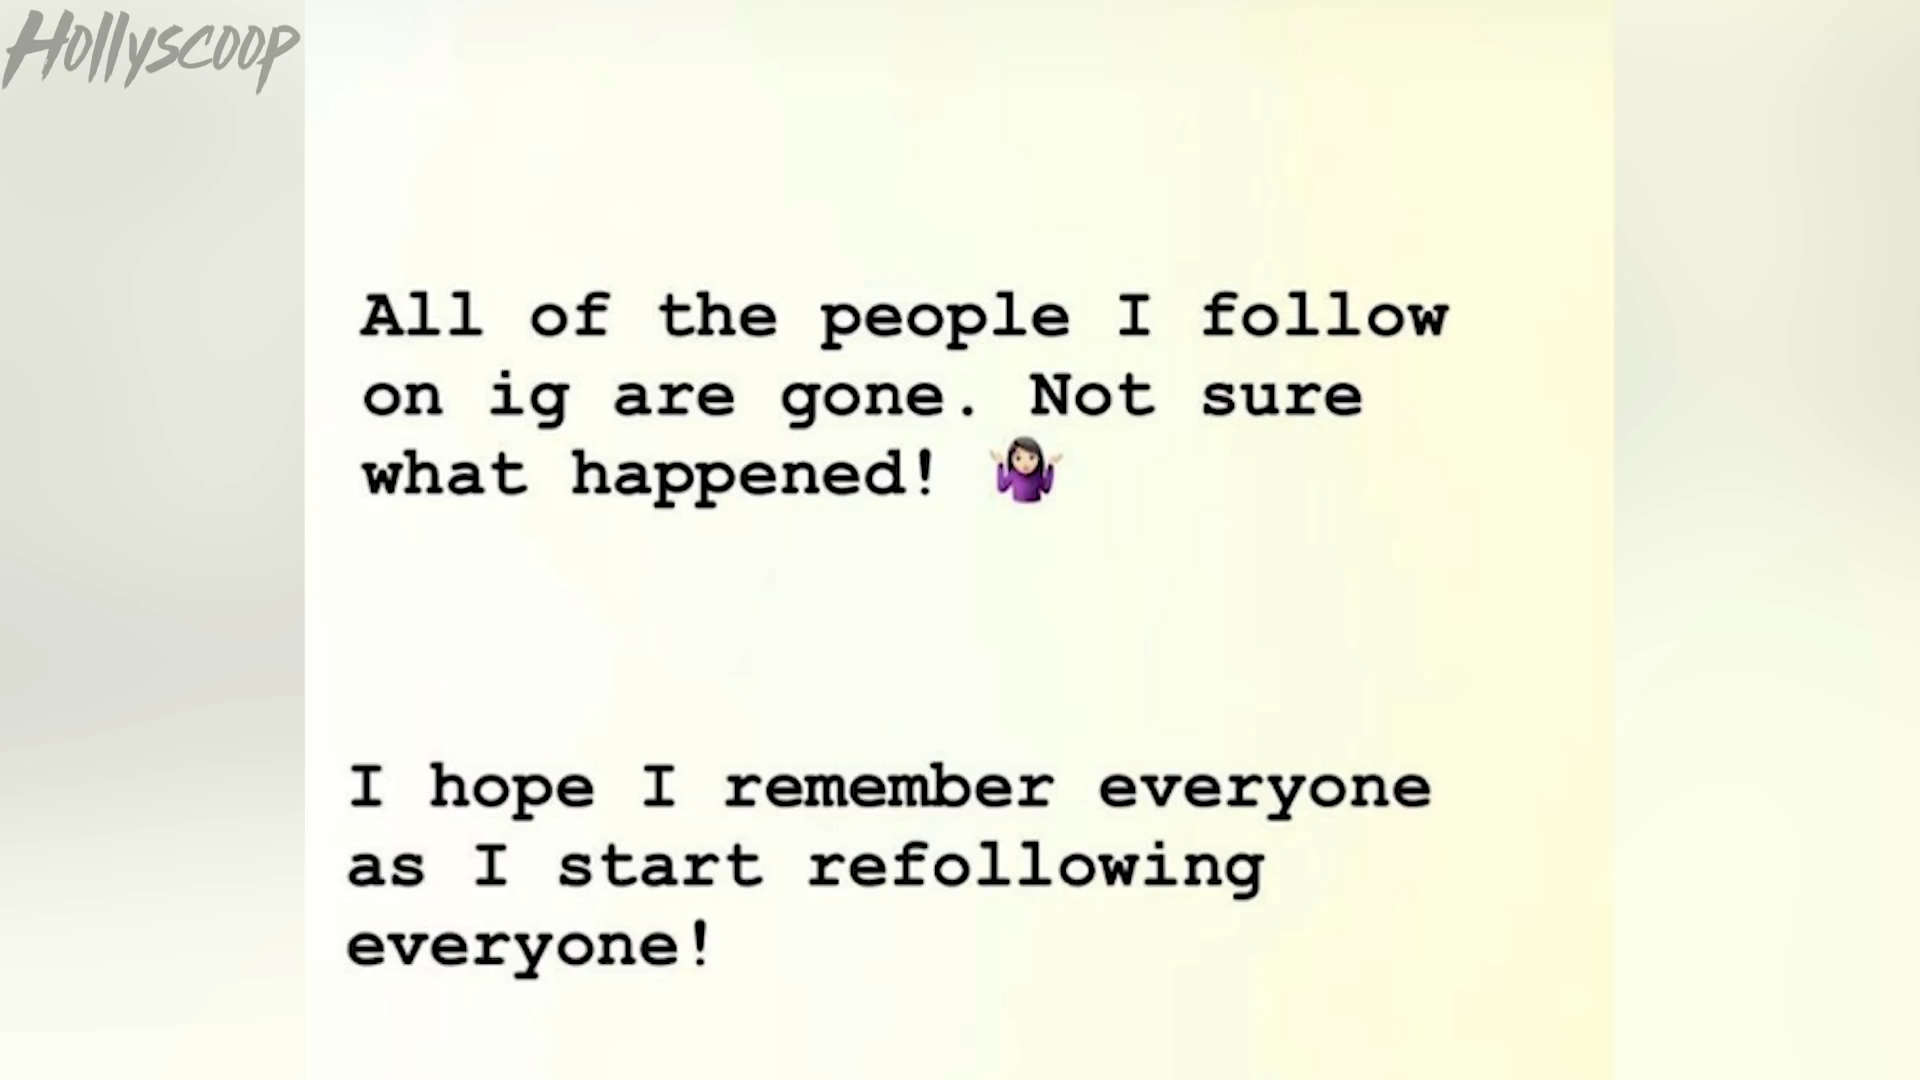 Hollyscoop
All of the people I follow
on ig are gone. Not sure
what happened! 🤷🏻‍♀️
I hope I remember everyone
as I start refollowing
everyone!